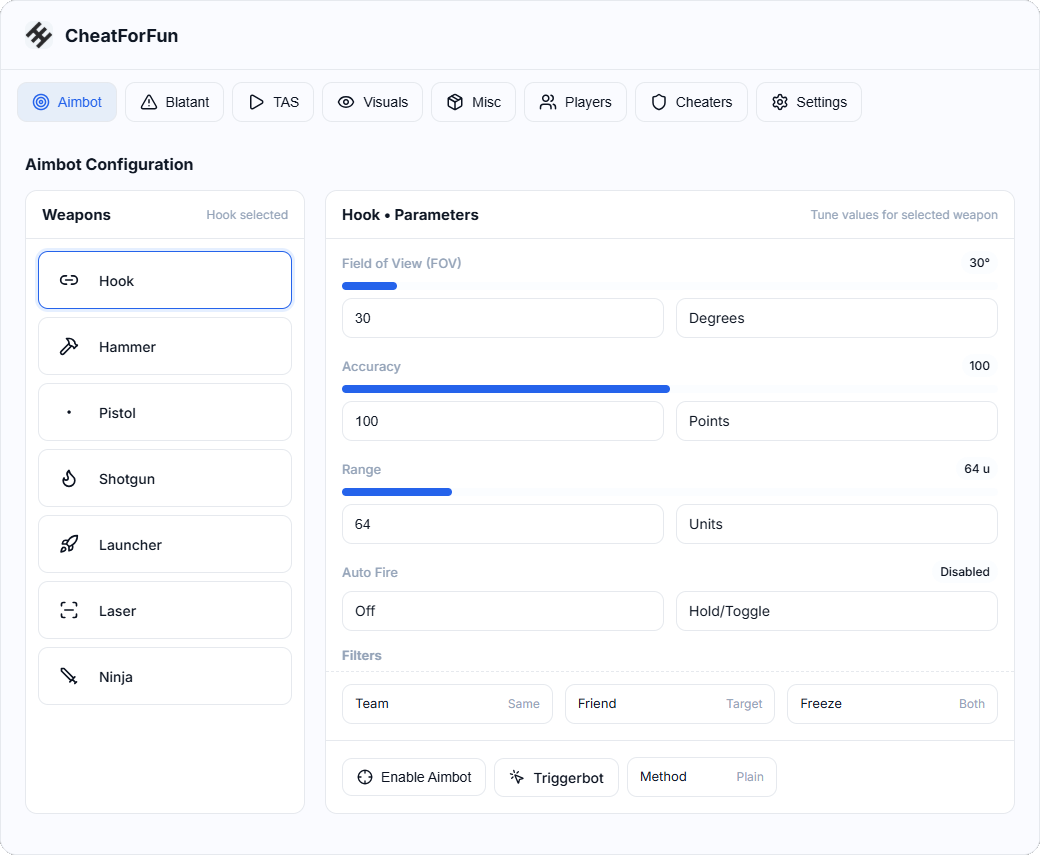 CheatForFun
Aimbot Blatant TAS Visuals Misc Players Cheaters Settings
Aimbot Configuration
Weapons Hook selected
Hook
Hammer
Pistol
Shotgun
Launcher
Laser
Ninja
Hook • Parameters Tune values for selected weapon
Field of View (FOV) 30°
30 Degrees
Accuracy 100
100 Points
Range 64 u
64 Units
Auto Fire Disabled
Off Hold/Toggle
Filters
Team Same Friend Target Freeze Both
Enable Aimbot Triggerbot Method Plain